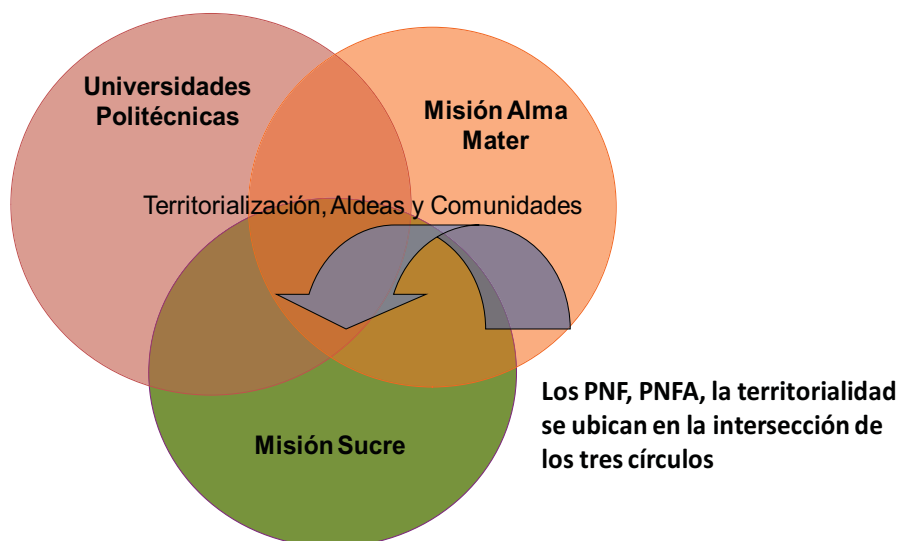 Universidades
Politécnicas
Misión Alma
Mater
Territorialización, Aldeas y Comunidades
Los PNF, PNFA, la territorialidad
se ubican en la intersección de
los tres círculos
Misión Sucre